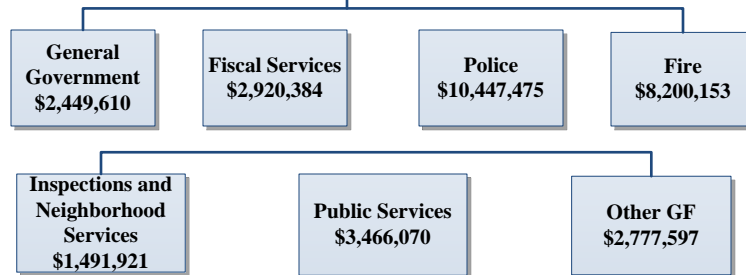 General
Government
$2,449,610
Fiscal Services
$2,920,384
Police
$10,447,475
Fire
$8,200,153
Inspections and
Neighborhood
Services
$1,491,921
Public Services
$3,466,070
Other GF
$2,777,597